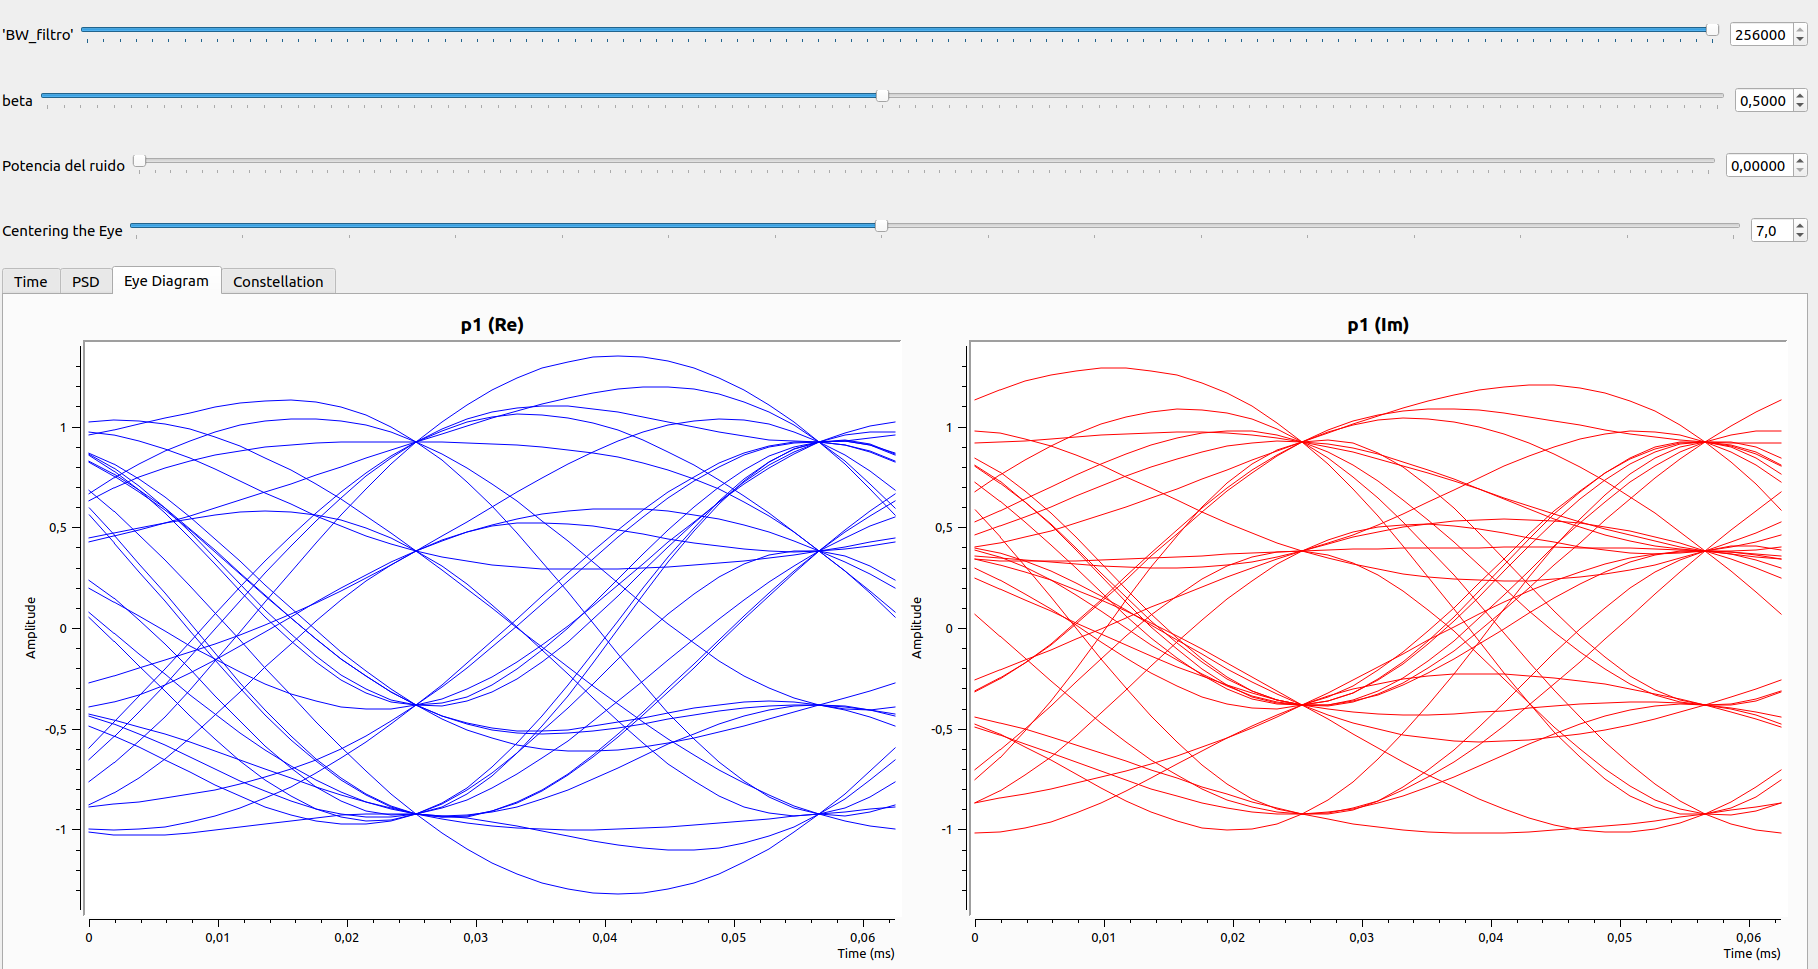 'BW_filtro' 256000
beta 0,5000
Potencia del ruido 0,00000
Centering the Eye 7,0
Time PSD Eye Diagram Constellation
p1 (Re)
1
0,5
0
-0,5
-1
Amplitude
0 0,01 0,02 0,03 0,04 0,05 0,06
Time (ms)
p1 (Im)
1
0,5
0
-0,5
-1
Amplitude
0 0,01 0,02 0,03 0,04 0,05 0,06
Time (ms)